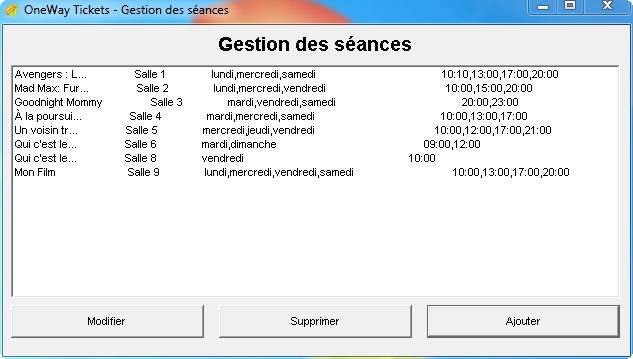 OneWay Tickets - Gestion des séances
Gestion des séances
Avengers : L... Salle 1 lundi,mercredi,samedi 10:10,13:00,17:00,20:00
Mad Max: Fur... Salle 2 lundi,mercredi,vendredi 10:00,15:00,20:00
Goodnight Mommy Salle 3 mardi,vendredi,samedi 20:00,23:00
À la poursui... Salle 4 mardi,mercredi,samedi 10:00,13:00,17:00
Un voisin tr... Salle 5 mercredi,jeudi,vendredi 10:00,12:00,17:00,21:00
Qui c'est le... Salle 6 mardi,dimanche 09:00,12:00
Qui c'est le... Salle 8 vendredi 10:00
Mon Film Salle 9 lundi,mercredi,vendredi,samedi 10:00,13:00,17:00,20:00
Modifier Supprimer Ajouter